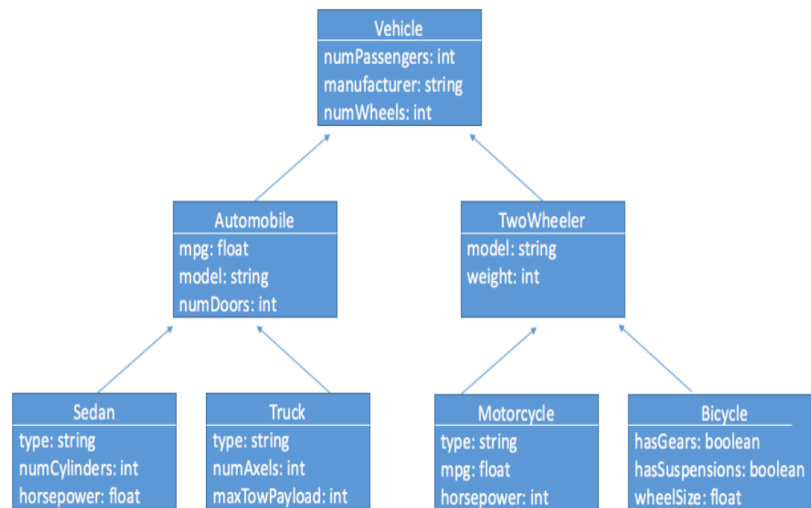 Vehicle
numPassengers: int
manufacturer: string
numWheels: int
Automobile
mpg: float
model: string
numDoors: int
TwoWheeler
model: string
weight: int
Sedan
type: string
numCylinders: int
horsepower: float
Truck
type: string
numAxels: int
maxTowPayload: int
Motorcycle
type: string
mpg: float
horsepower: int
Bicycle
hasGears: boolean
hasSuspensions: boolean
wheelSize: float